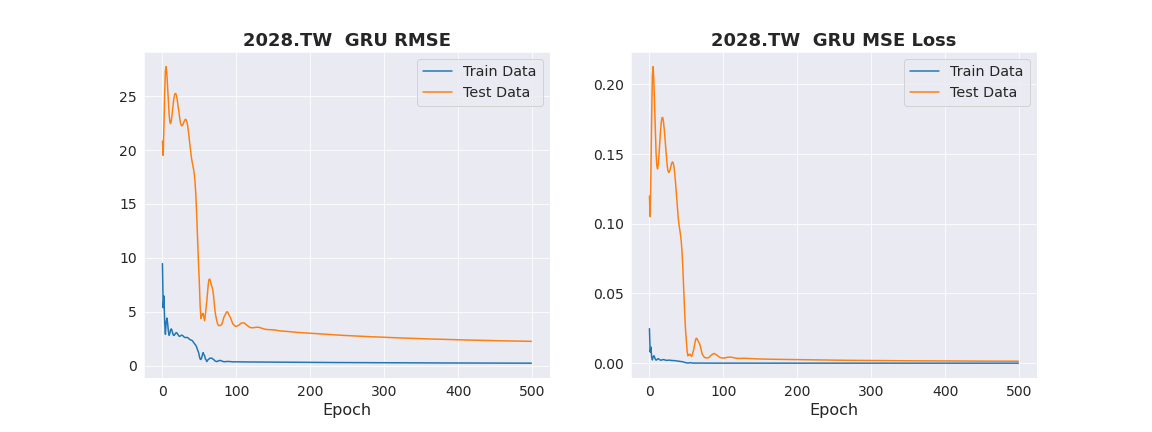 2028.TW  GRU RMSE
Train Data
Test Data
25
20
15
10
5
0
0 100 200 300 400 500
Epoch
2028.TW  GRU MSE Loss
Train Data
Test Data
0.20
0.15
0.10
0.05
0.00
0 100 200 300 400 500
Epoch